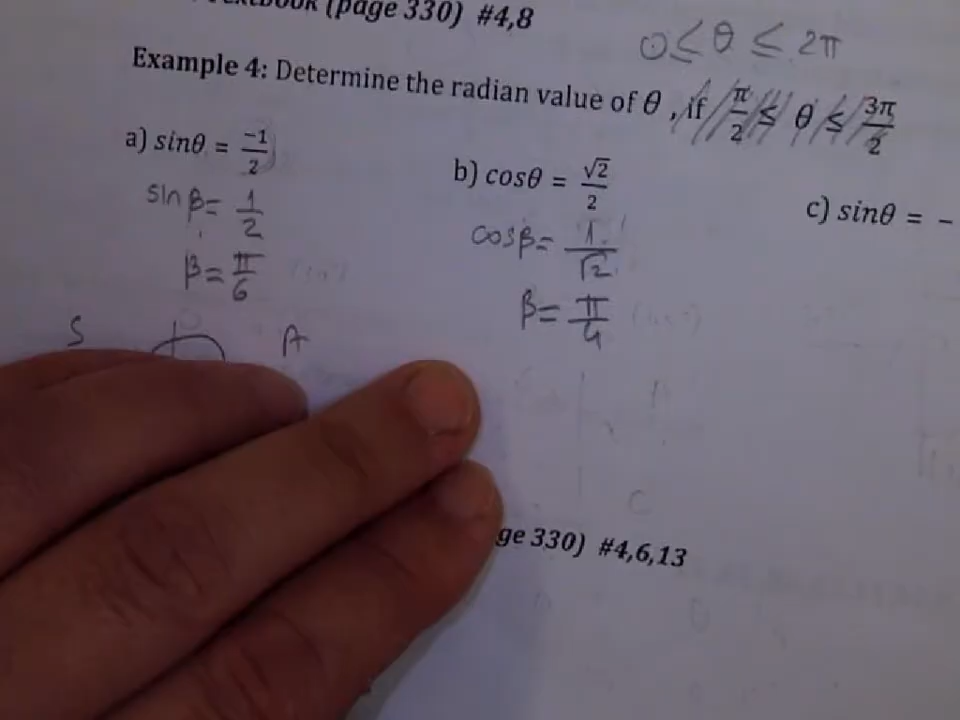 (page 330) #4,8
0 ≤ θ ≤ 2π
Example 4: Determine the radian value of θ , if π/2 ≤ θ ≤ 3π/2
a) sinθ = -1/2
b) cosθ = √2/2
c) sinθ = -
sin β = 1/2
cosβ = 1/√2
β = π/6
β = π/4
S A
ge 330) #4,6,13